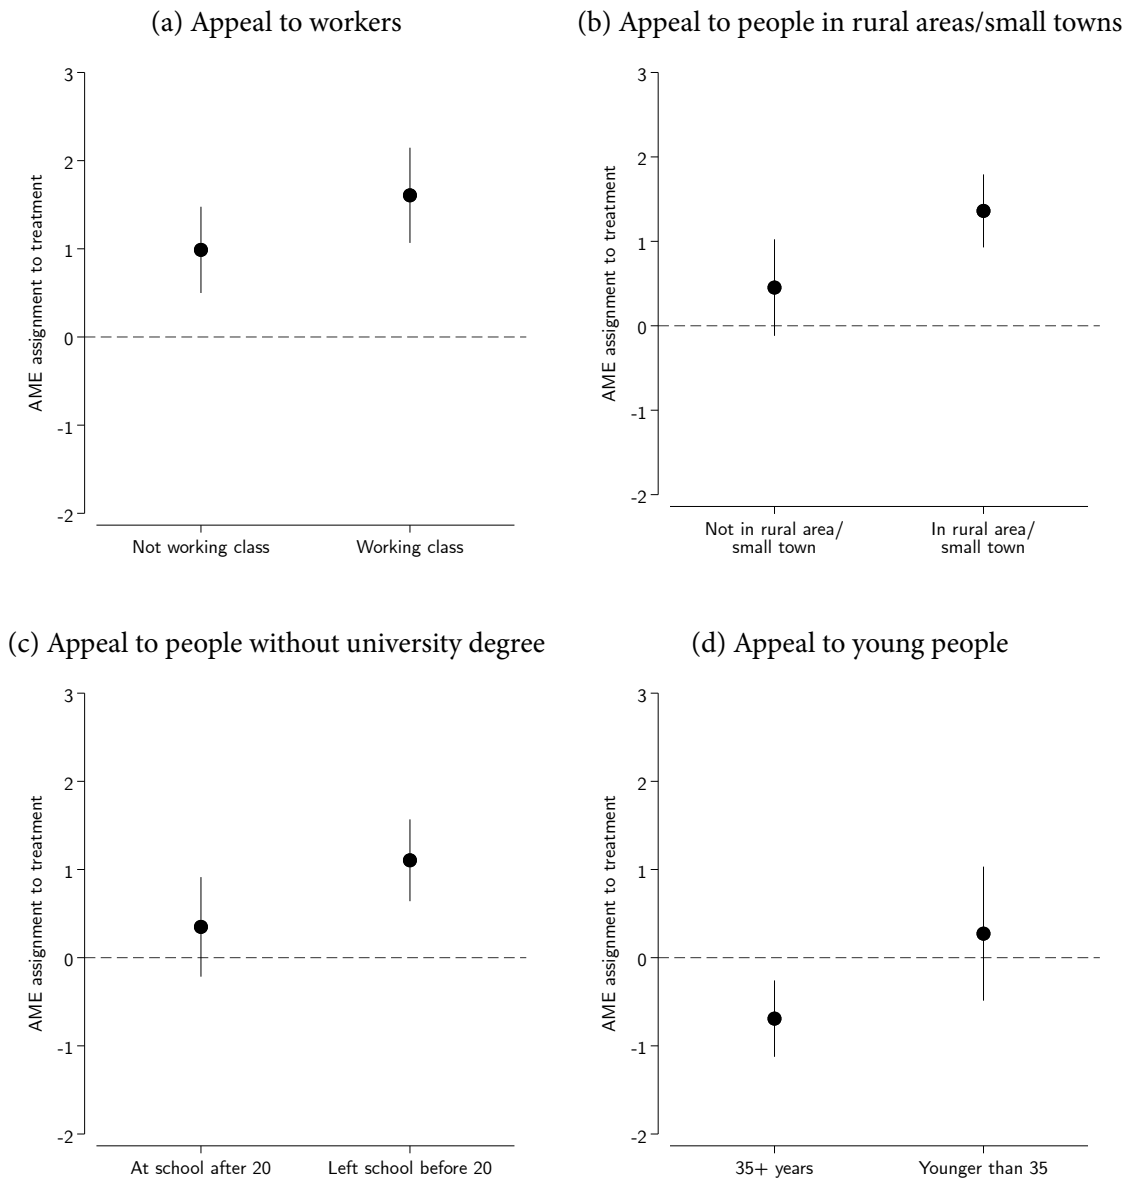 (a) Appeal to workers
3
2
1
0
-1
-2
AME assignment to treatment
Not working class
Working class
(b) Appeal to people in rural areas/small towns
3
2
1
0
-1
-2
AME assignment to treatment
Not in rural area/
small town
In rural area/
small town
(c) Appeal to people without university degree
3
2
1
0
-1
-2
AME assignment to treatment
At school after 20
Left school before 20
(d) Appeal to young people
3
2
1
0
-1
-2
AME assignment to treatment
35+ years
Younger than 35